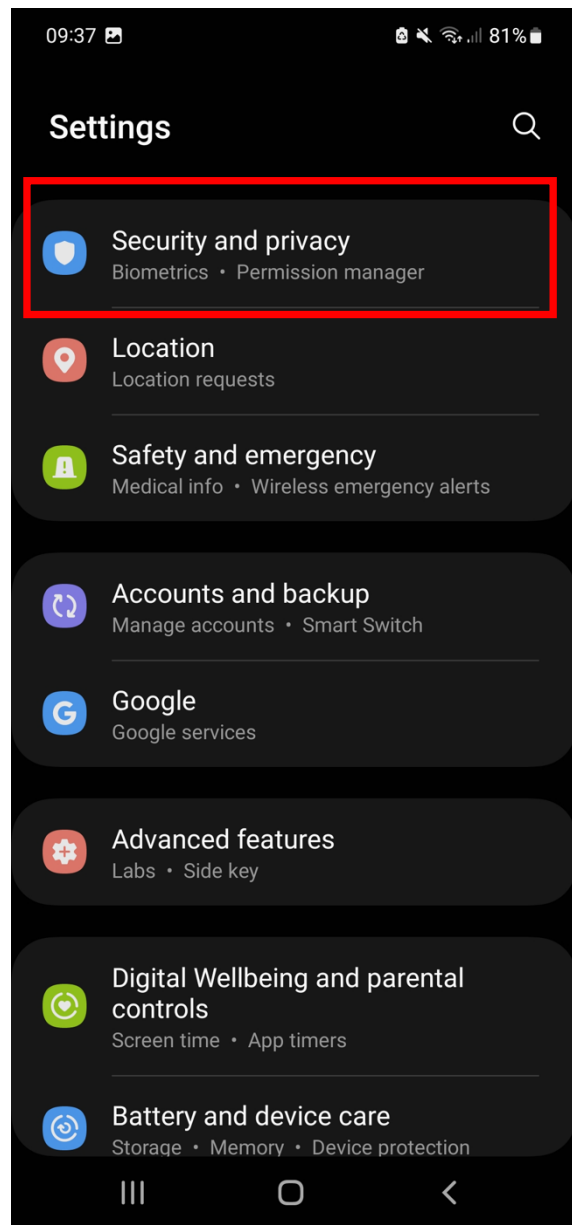 09:37 81%
Settings
Security and privacy
Biometrics • Permission manager
Location
Location requests
Safety and emergency
Medical info • Wireless emergency alerts
Accounts and backup
Manage accounts • Smart Switch
G Google
Google services
Advanced features
Labs • Side key
Digital Wellbeing and parental
controls
Screen time • App timers
Battery and device care
Storage • Memory • Device protection